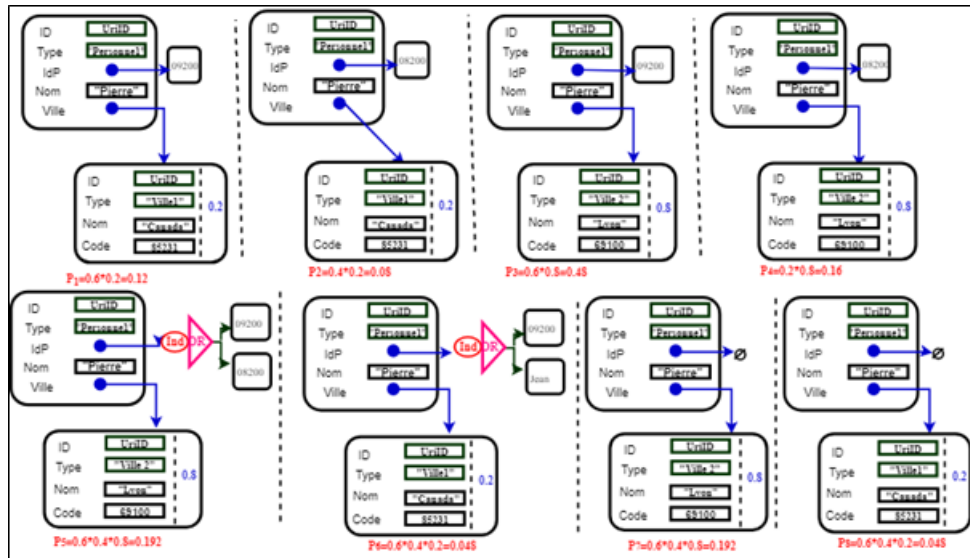 ID UriID
Type "Personnel"
IdP 09200
Nom "Pierre"
Ville
ID UriID
Type "Ville1" 0.2
Nom "Canada"
Code 85231
P1=0.6*0.2=0.12
ID UriID
Type "Personnel"
IdP 08200
Nom "Pierre"
Ville
ID UriID
Type "Ville1" 0.2
Nom "Canada"
Code 85231
P2=0.4*0.2=0.08
ID UriID
Type "Personnel"
IdP 09200
Nom "Pierre"
Ville
ID UriID
Type "Ville 2" 0.8
Nom "Lyon"
Code 69100
P3=0.6*0.8=0.48
ID UriID
Type "Personnel"
IdP 08200
Nom "Pierre"
Ville
ID UriID
Type "Ville 2"
Nom "Lyon" 0.8
Code 69100
P4=0.2*0.8=0.16
ID UriID
Type "Personnel"
IdP Ind OR 09200
08200
Nom "Pierre"
Ville
ID UriID
Type "Ville 2" 0.8
Nom "Lyon"
Code 69100
P5=0.6*0.4*0.8=0.192
ID UriID
Type "Personnel"
IdP Ind OR 09200
Juan
Nom "Pierre"
Ville
ID UriID
Type "Ville1" 0.2
Nom "Canada"
Code 85231
P6=0.6*0.4*0.2=0.048
ID UriID
Type "Personnel"
IdP Ø
Nom "Pierre"
Ville
ID UriID
Type "Ville 2" 0.8
Nom "Lyon"
Code 69100
P7=0.6*0.4*0.8=0.192
ID UriID
Type "Personnel"
IdP Ø
Nom "Pierre"
Ville
ID UriID
Type "Ville1" 0.2
Nom "Canada"
Code 85231
P8=0.6*0.4*0.2=0.048